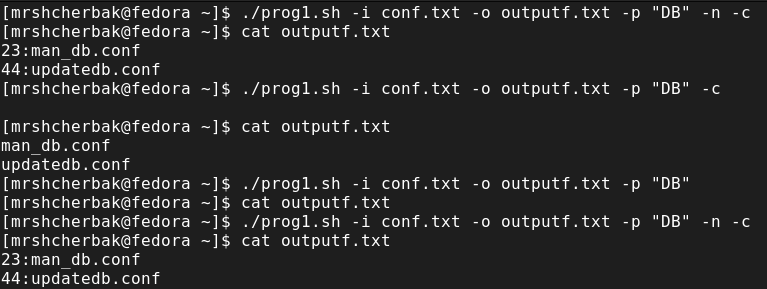 [mrshcherbak@fedora ~]$ ./prog1.sh -i conf.txt -o outputf.txt -p "DB" -n -c
[mrshcherbak@fedora ~]$ cat outputf.txt
23:man_db.conf
44:updatedb.conf
[mrshcherbak@fedora ~]$ ./prog1.sh -i conf.txt -o outputf.txt -p "DB" -c
[mrshcherbak@fedora ~]$ cat outputf.txt
man_db.conf
updatedb.conf
[mrshcherbak@fedora ~]$ ./prog1.sh -i conf.txt -o outputf.txt -p "DB"
[mrshcherbak@fedora ~]$ cat outputf.txt
[mrshcherbak@fedora ~]$ ./prog1.sh -i conf.txt -o outputf.txt -p "DB" -n -c
[mrshcherbak@fedora ~]$ cat outputf.txt
23:man_db.conf
44:updatedb.conf